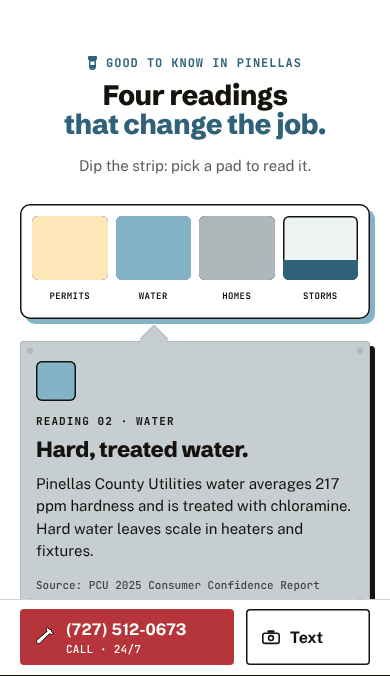 GOOD TO KNOW IN PINELLAS
Four readings
that change the job.
Dip the strip: pick a pad to read it.
PERMITS
WATER
HOMES
STORMS
READING 02 · WATER
Hard, treated water.
Pinellas County Utilities water averages 217
ppm hardness and is treated with chloramine.
Hard water leaves scale in heaters and
fixtures.
Source: PCU 2025 Consumer Confidence Report
(727) 512-0673
CALL · 24/7
Text